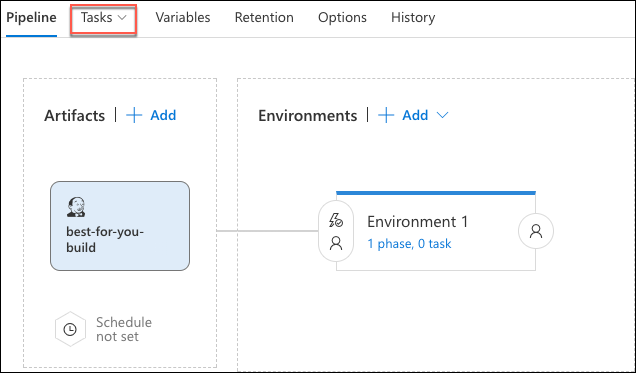 Pipeline Tasks Variables Retention Options History
Artifacts | + Add
Environments | + Add
best-for-you-
build
Environment 1
1 phase, 0 task
Schedule
not set